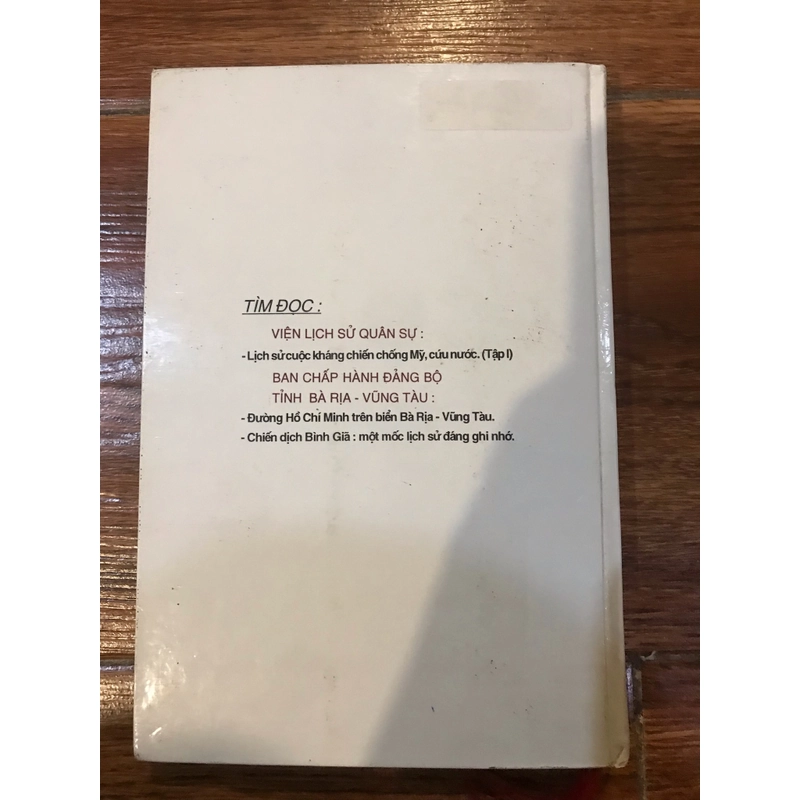 TÌM ĐỌC :
VIỆN LỊCH SỬ QUÂN SỰ :
- Lịch sử cuộc kháng chiến chống Mỹ, cứu nước. (Tập I)
BAN CHẤP HÀNH ĐẢNG BỘ
TỈNH BÀ RỊA - VŨNG TÀU :
- Đường Hồ Chí Minh trên biển Bà Rịa - Vũng Tàu.
- Chiến dịch Bình Giã : một mốc lịch sử đáng ghi nhớ.